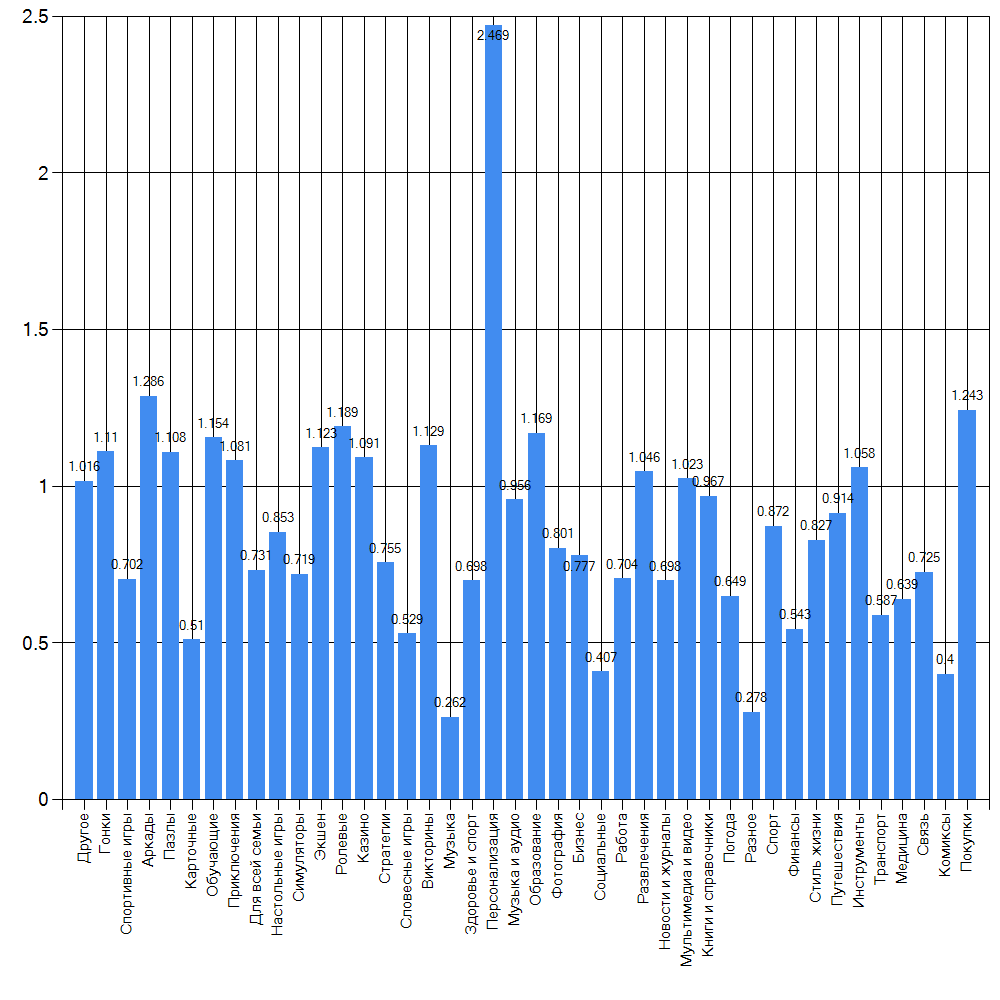 2.5
2
1.5
1
0.5
0
1.016
1.11
0.702
1.286
1.108
0.51
1.154
1.081
0.731
0.853
0.719
1.123
1.189
1.091
0.755
0.529
1.129
0.262
0.698
2.469
0.956
1.169
0.801
0.777
0.407
0.704
1.046
0.698
1.023
0.967
0.649
0.278
0.872
0.543
0.827
0.914
1.058
0.587
0.639
0.725
0.4
1.243
Другое
Гонки
Спортивные игры
Аркады
Пазлы
Карточные
Обучающие
Приключения
Для всей семьи
Настольные игры
Симуляторы
Экшен
Ролевые
Казино
Стратегии
Словесные игры
Викторины
Музыка
Здоровье и спорт
Персонализация
Музыка и аудио
Образование
Фотография
Бизнес
Социальные
Работа
Развлечения
Новости и журналы
Мультимедиа и видео
Книги и справочники
Погода
Разное
Спорт
Финансы
Стиль жизни
Путешествия
Инструменты
Транспорт
Медицина
Связь
Комиксы
Покупки